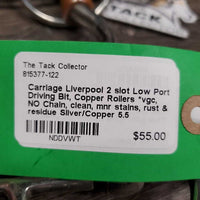 TACK
The Tack Collector
815377-122
Carriage Liverpool 2 slot Low Port
Driving Bit, Copper Rollers *vgc,
NO Chain, clean, mnr stains, rust &
residue Silver/Copper 5.5
$55.00
NDDVWT